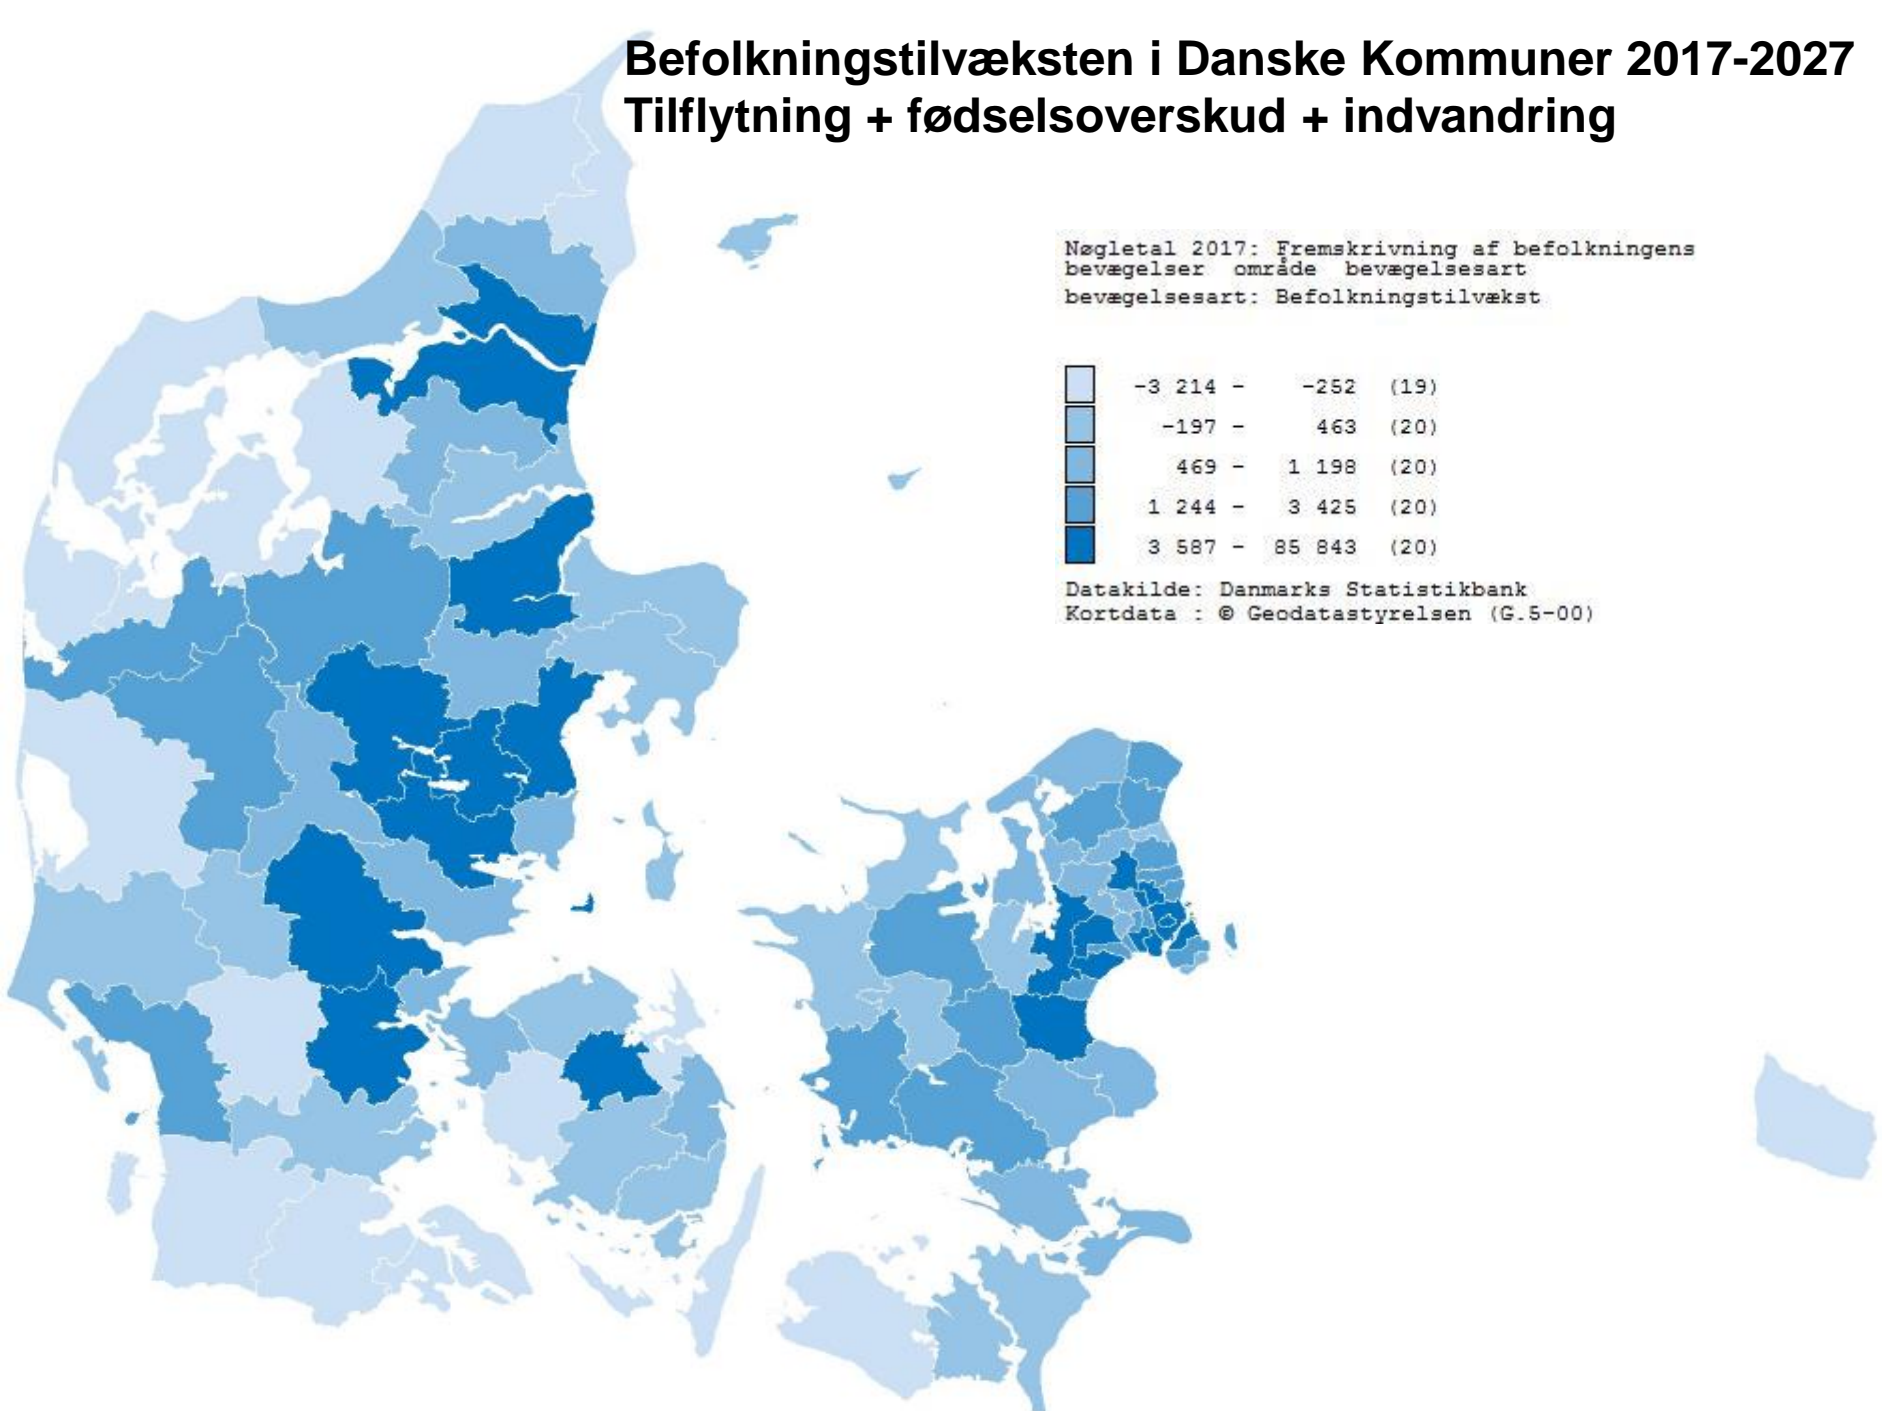 Befolkningstilvæksten i Danske Kommuner 2017-2027
Tilflytning + fødselsoverskud + indvandring
Nøgletal 2017: Fremskrivning af befolkningens
bevægelser område bevægelsesart
bevægelsesart: Befolkningstilvækst
-3 214 - -252 (19)
-197 - 463 (20)
469 - 1 198 (20)
1 244 - 3 425 (20)
3 587 - 85 843 (20)
Datakilde: Danmarks Statistikbank
Kortdata : © Geodatastyrelsen (G.5-00)